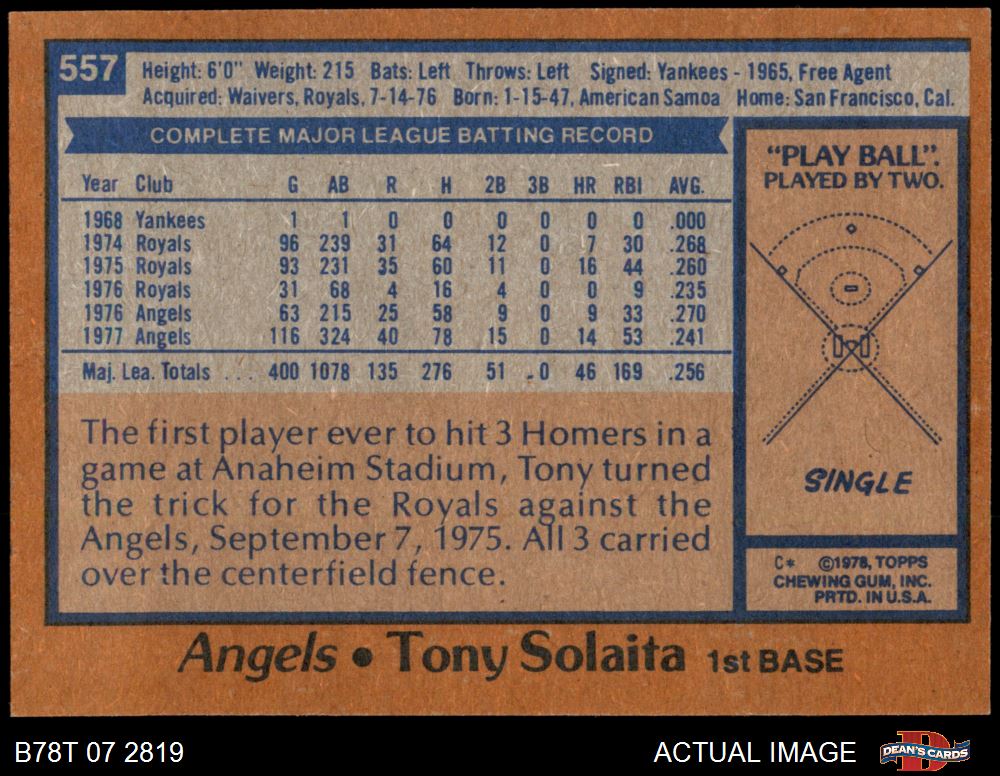 557
Height: 6'0" Weight: 215 Bats: Left Throws: Left Signed: Yankees - 1965, Free Agent
Acquired: Waivers, Royals, 7-14-76 Born: 1-15-47, American Samoa Home: San Francisco, Cal.
COMPLETE MAJOR LEAGUE BATTING RECORD
Year Club G AB R H 2B 3B HR RBI AVG.
1968 Yankees 1 1 0 0 0 0 0 0 .000
1974 Royals 96 239 31 64 12 0 7 30 .268
1975 Royals 93 231 35 60 11 0 16 44 .260
1976 Royals 31 68 4 16 4 0 0 9 .235
1976 Angels 63 215 25 58 9 0 9 33 .270
1977 Angels 116 324 40 78 15 0 14 53 .241
Maj. Lea. Totals . . . 400 1078 135 276 51 0 46 169 .256
The first player ever to hit 3 Homers in a
game at Anaheim Stadium, Tony turned
the trick for the Royals against the
Angels, September 7, 1975. All 3 carried
over the centerfield fence.
"PLAY BALL".
PLAYED BY TWO.
SINGLE
C* ©1978, TOPPS
CHEWING GUM, INC.
PRTD. IN U.S.A.
Angels • Tony Solaita 1st BASE
B78T 07 2819
ACTUAL IMAGE
D
DEAN'S CARDS